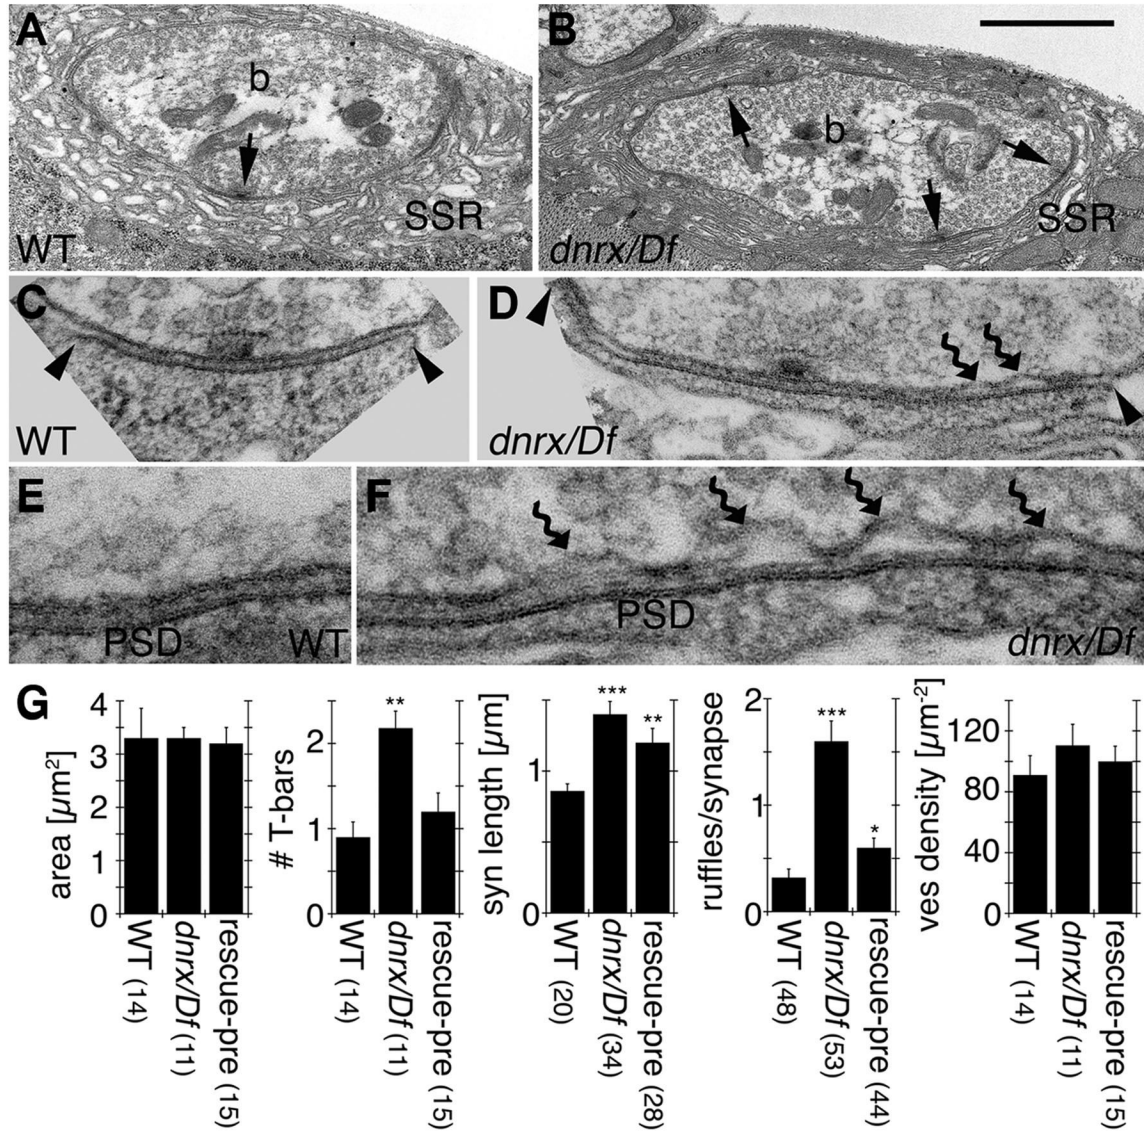 A
b
SSR
WT
B
b
SSR
dnrx/Df
C
WT
D
dnrx/Df
E
PSD
WT
F
PSD
dnrx/Df
G
area [µm²]
4
3
2
1
0
WT (14)
dnrx/Df (11)
rescue-pre (15)
# T-bars
2
1
0
**
WT (14)
dnrx/Df (11)
rescue-pre (15)
syn length [µm]
1
0
***
**
WT (20)
dnrx/Df (34)
rescue-pre (28)
ruffles/synapse
2
1
0
***
*
WT (48)
dnrx/Df (53)
rescue-pre (44)
ves density [µm⁻²]
120
80
40
0
WT (14)
dnrx/Df (11)
rescue-pre (15)